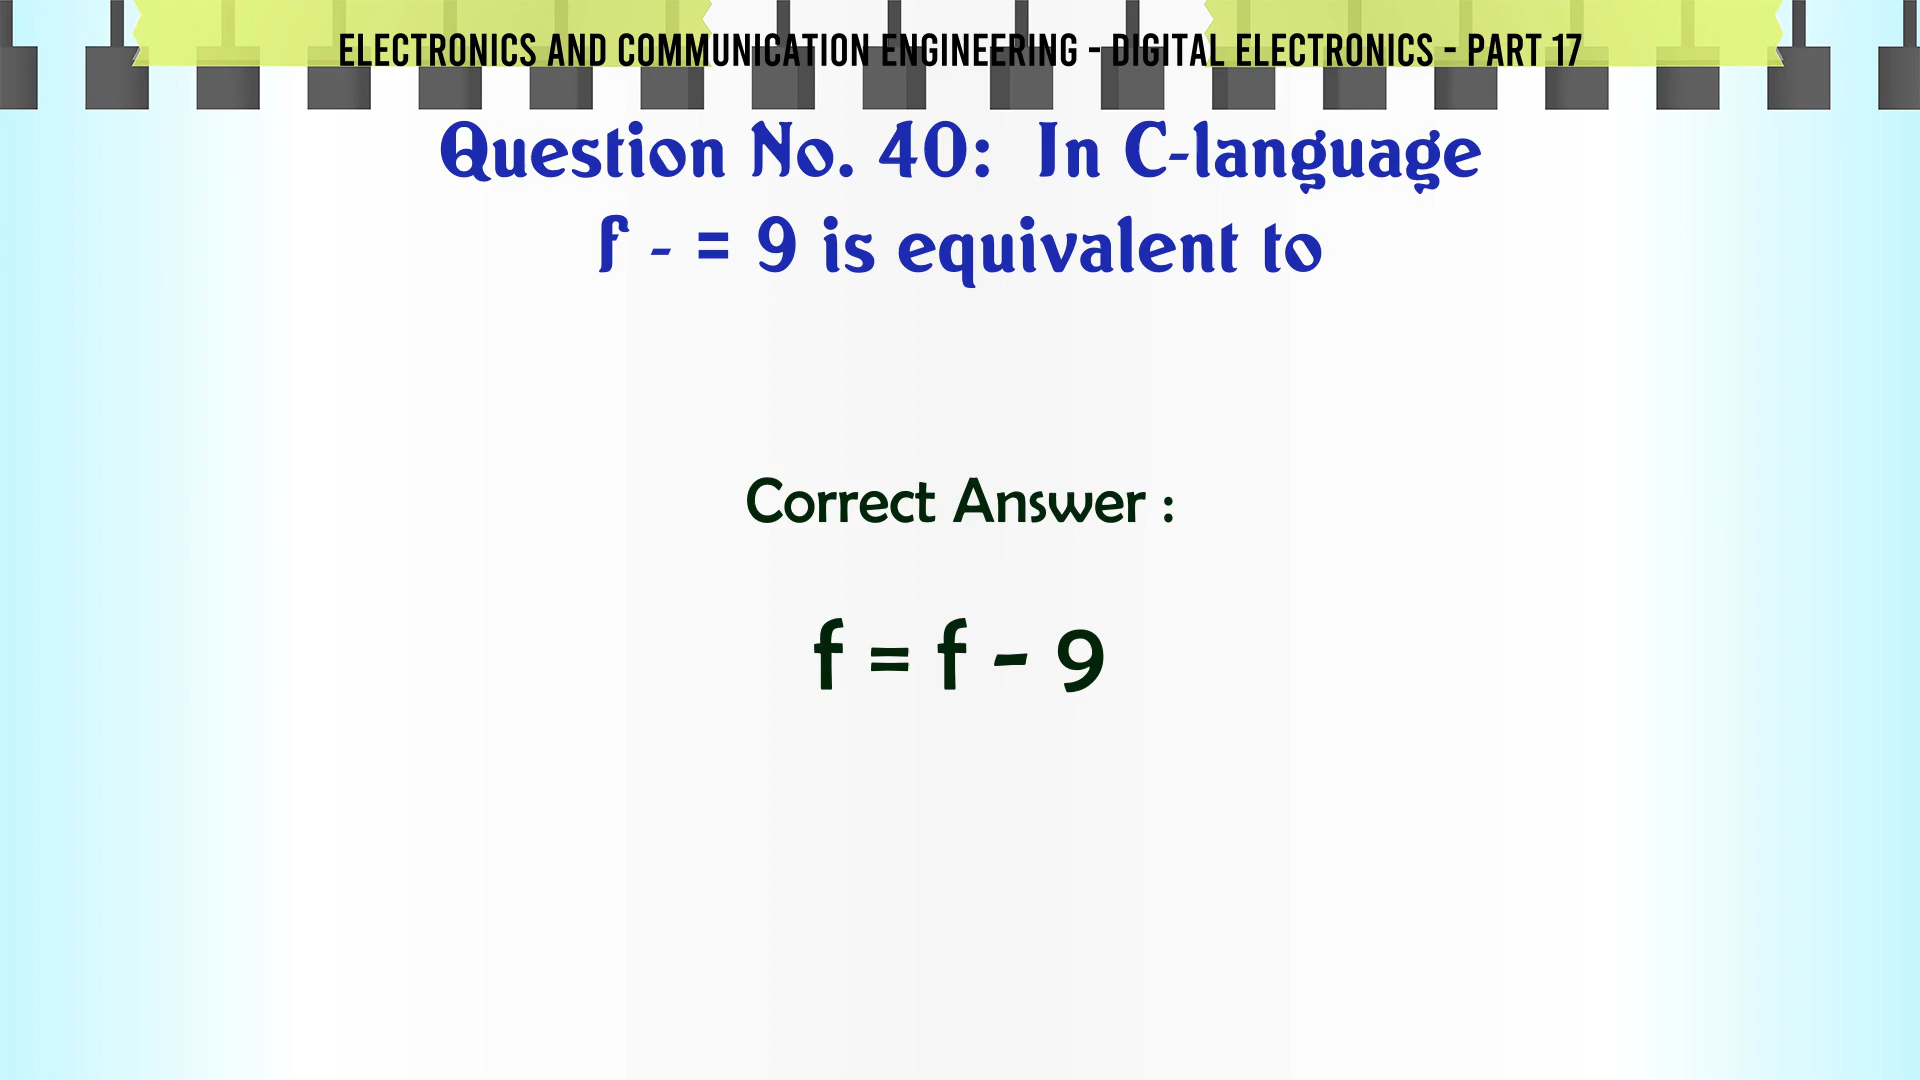 ELECTRONICS AND COMMUNICATION ENGINEERING - DIGITAL ELECTRONICS - PART 17
Question No. 40: In C-language
f - = 9 is equivalent to
Correct Answer :
f = f - 9